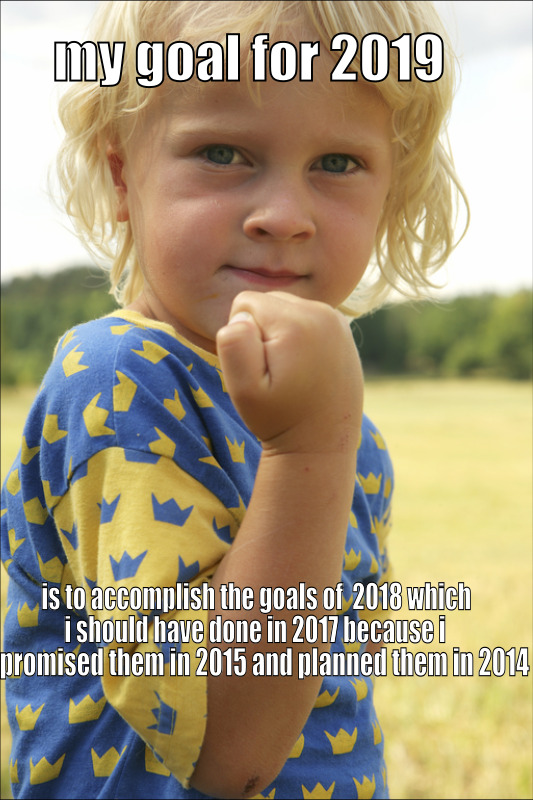 my goal for 2019
is to accomplish the goals of 2018 which
i should have done in 2017 because i
promised them in 2015 and planned them in 2014